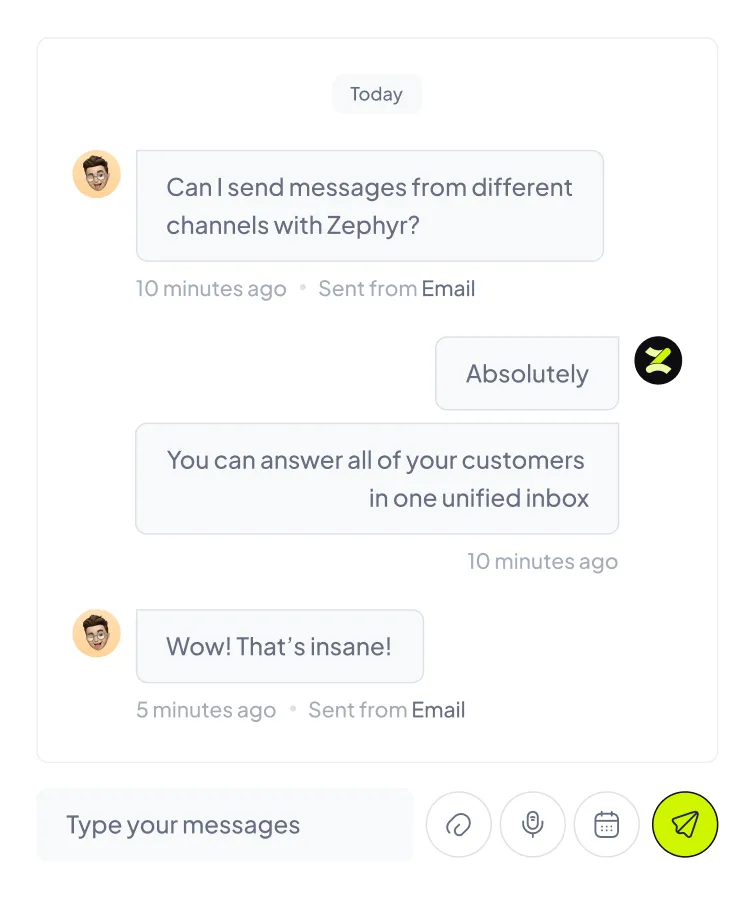 Today
Can I send messages from different
channels with Zephyr?
10 minutes ago • Sent from Email
Absolutely
You can answer all of your customers
in one unified inbox
10 minutes ago
Wow! That’s insane!
5 minutes ago • Sent from Email
Type your messages